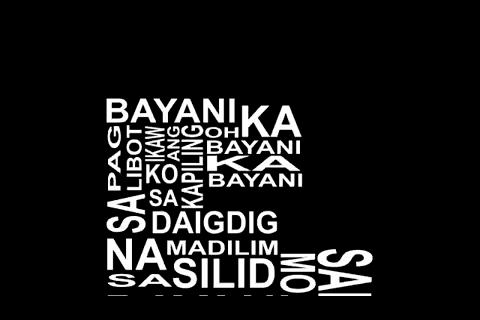 BAYANI KA
PAG
LIBOT
IKAW
ANG
KO
SA
KAPILING
OH
BAYANI
KA
BAYANI
SA DAIGDIG
NA MADILIM
SA SILID
MO
SA